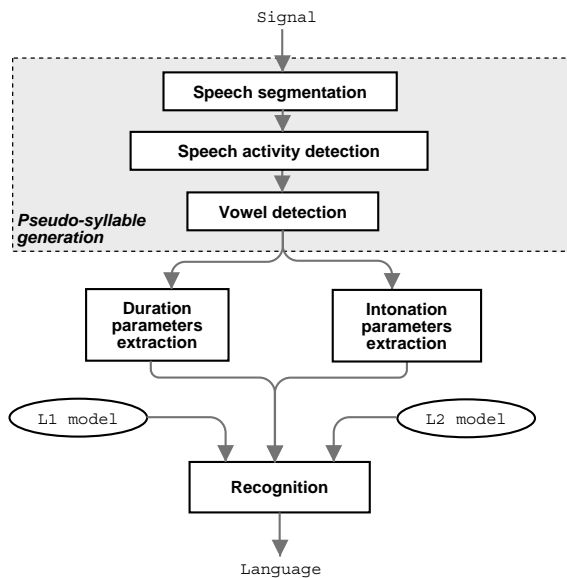 Signal
Speech segmentation
Speech activity detection
Vowel detection
Pseudo-syllable
generation
Duration
parameters
extraction
Intonation
parameters
extraction
L1 model
L2 model
Recognition
Language